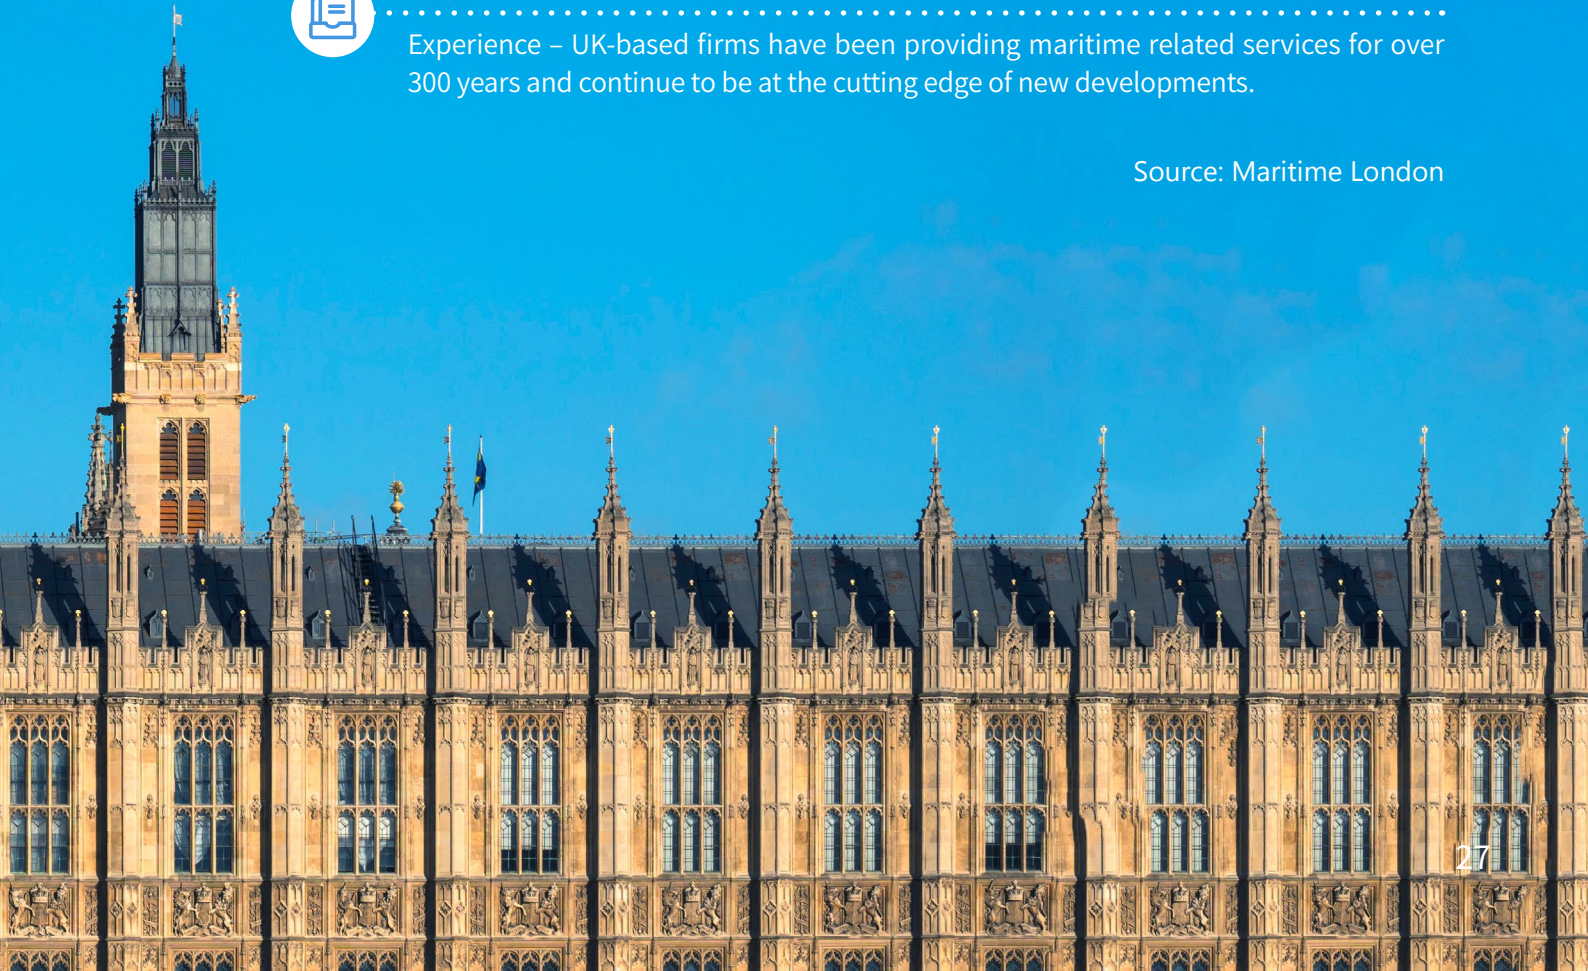 Experience – UK-based firms have been providing maritime related services for over
300 years and continue to be at the cutting edge of new developments.
Source: Maritime London
27